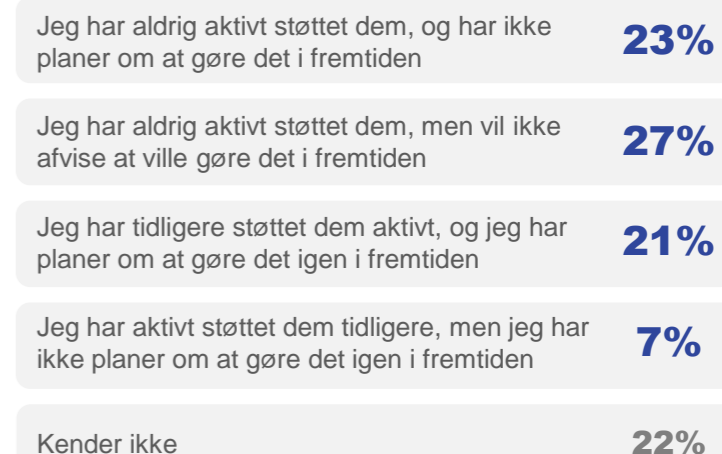 Jeg har aldrig aktivt støttet dem, og har ikke
planer om at gøre det i fremtiden
23%
Jeg har aldrig aktivt støttet dem, men vil ikke
afvise at ville gøre det i fremtiden
27%
Jeg har tidligere støttet dem aktivt, og jeg har
planer om at gøre det igen i fremtiden
21%
Jeg har aktivt støttet dem tidligere, men jeg har
ikke planer om at gøre det igen i fremtiden
7%
Kender ikke
22%